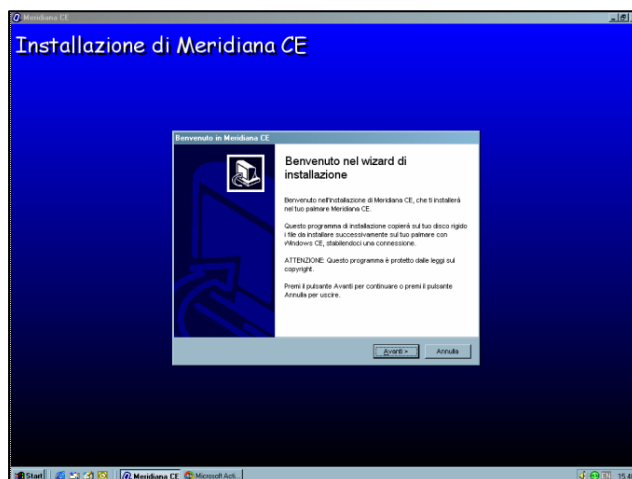 Meridiana CE
Installazione di Meridiana CE
Benvenuto in Meridiana CE
Benvenuto nel wizard di
installazione
Benvenuto nell'installazione di Meridiana CE, che ti installerà
nel tuo palmare Meridiana CE.
Questo programma di installazione copierà sul tuo disco rigido
i file da installare successivamente sul tuo palmare con
Windows CE, stabilendoci una connessione.
ATTENZIONE: Questo programma è protetto dalle leggi sul
copyright.
Premi il pulsante Avanti per continuare o premi il pulsante
Annulla per uscire.
Avanti > Annulla
Start Meridiana CE Microsoft Acti...